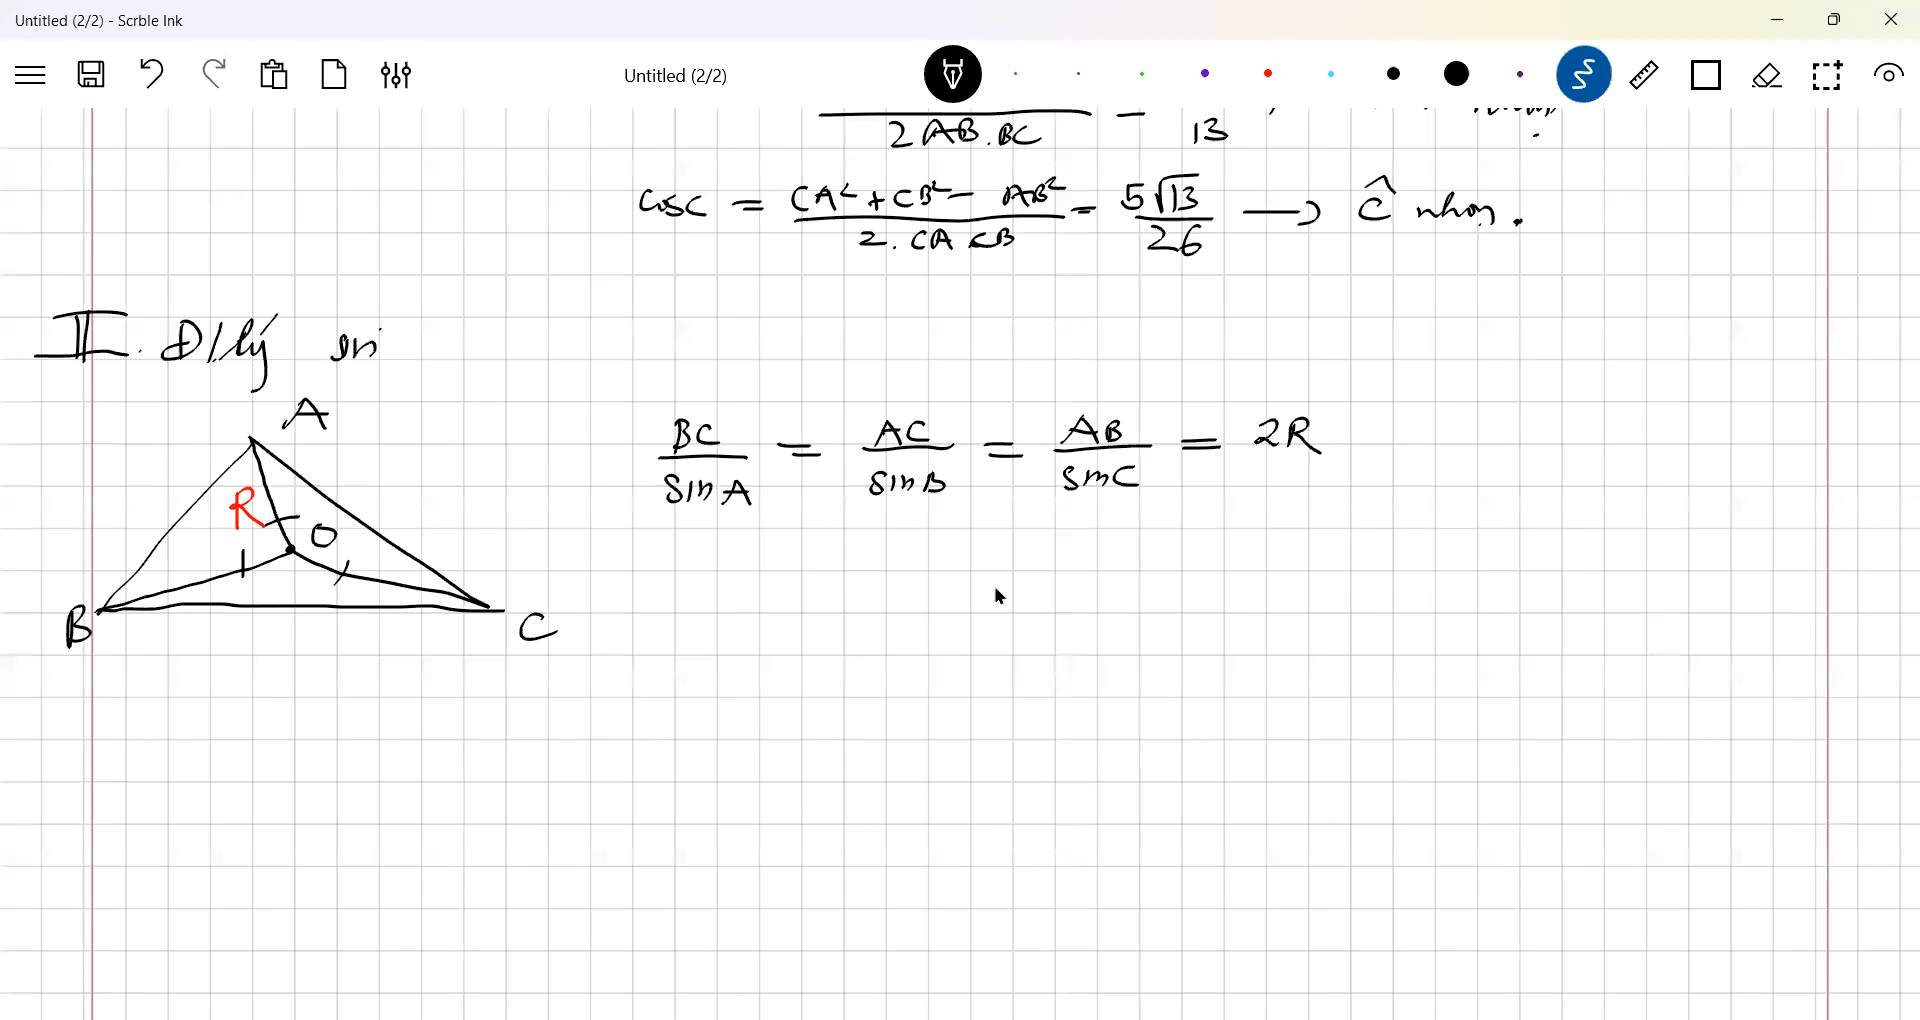 Untitled (2/2) - Scrble Ink
Untitled (2/2)
2AB.BC 13
cosC = CA²+CB²- AB² / 2.CA CB = 5√13 / 26 → Ĉ nhọn.
II. Đ/lý sin
A
BC / sinA = AC / sinB = AB / sinC = 2R
R
O
B
C